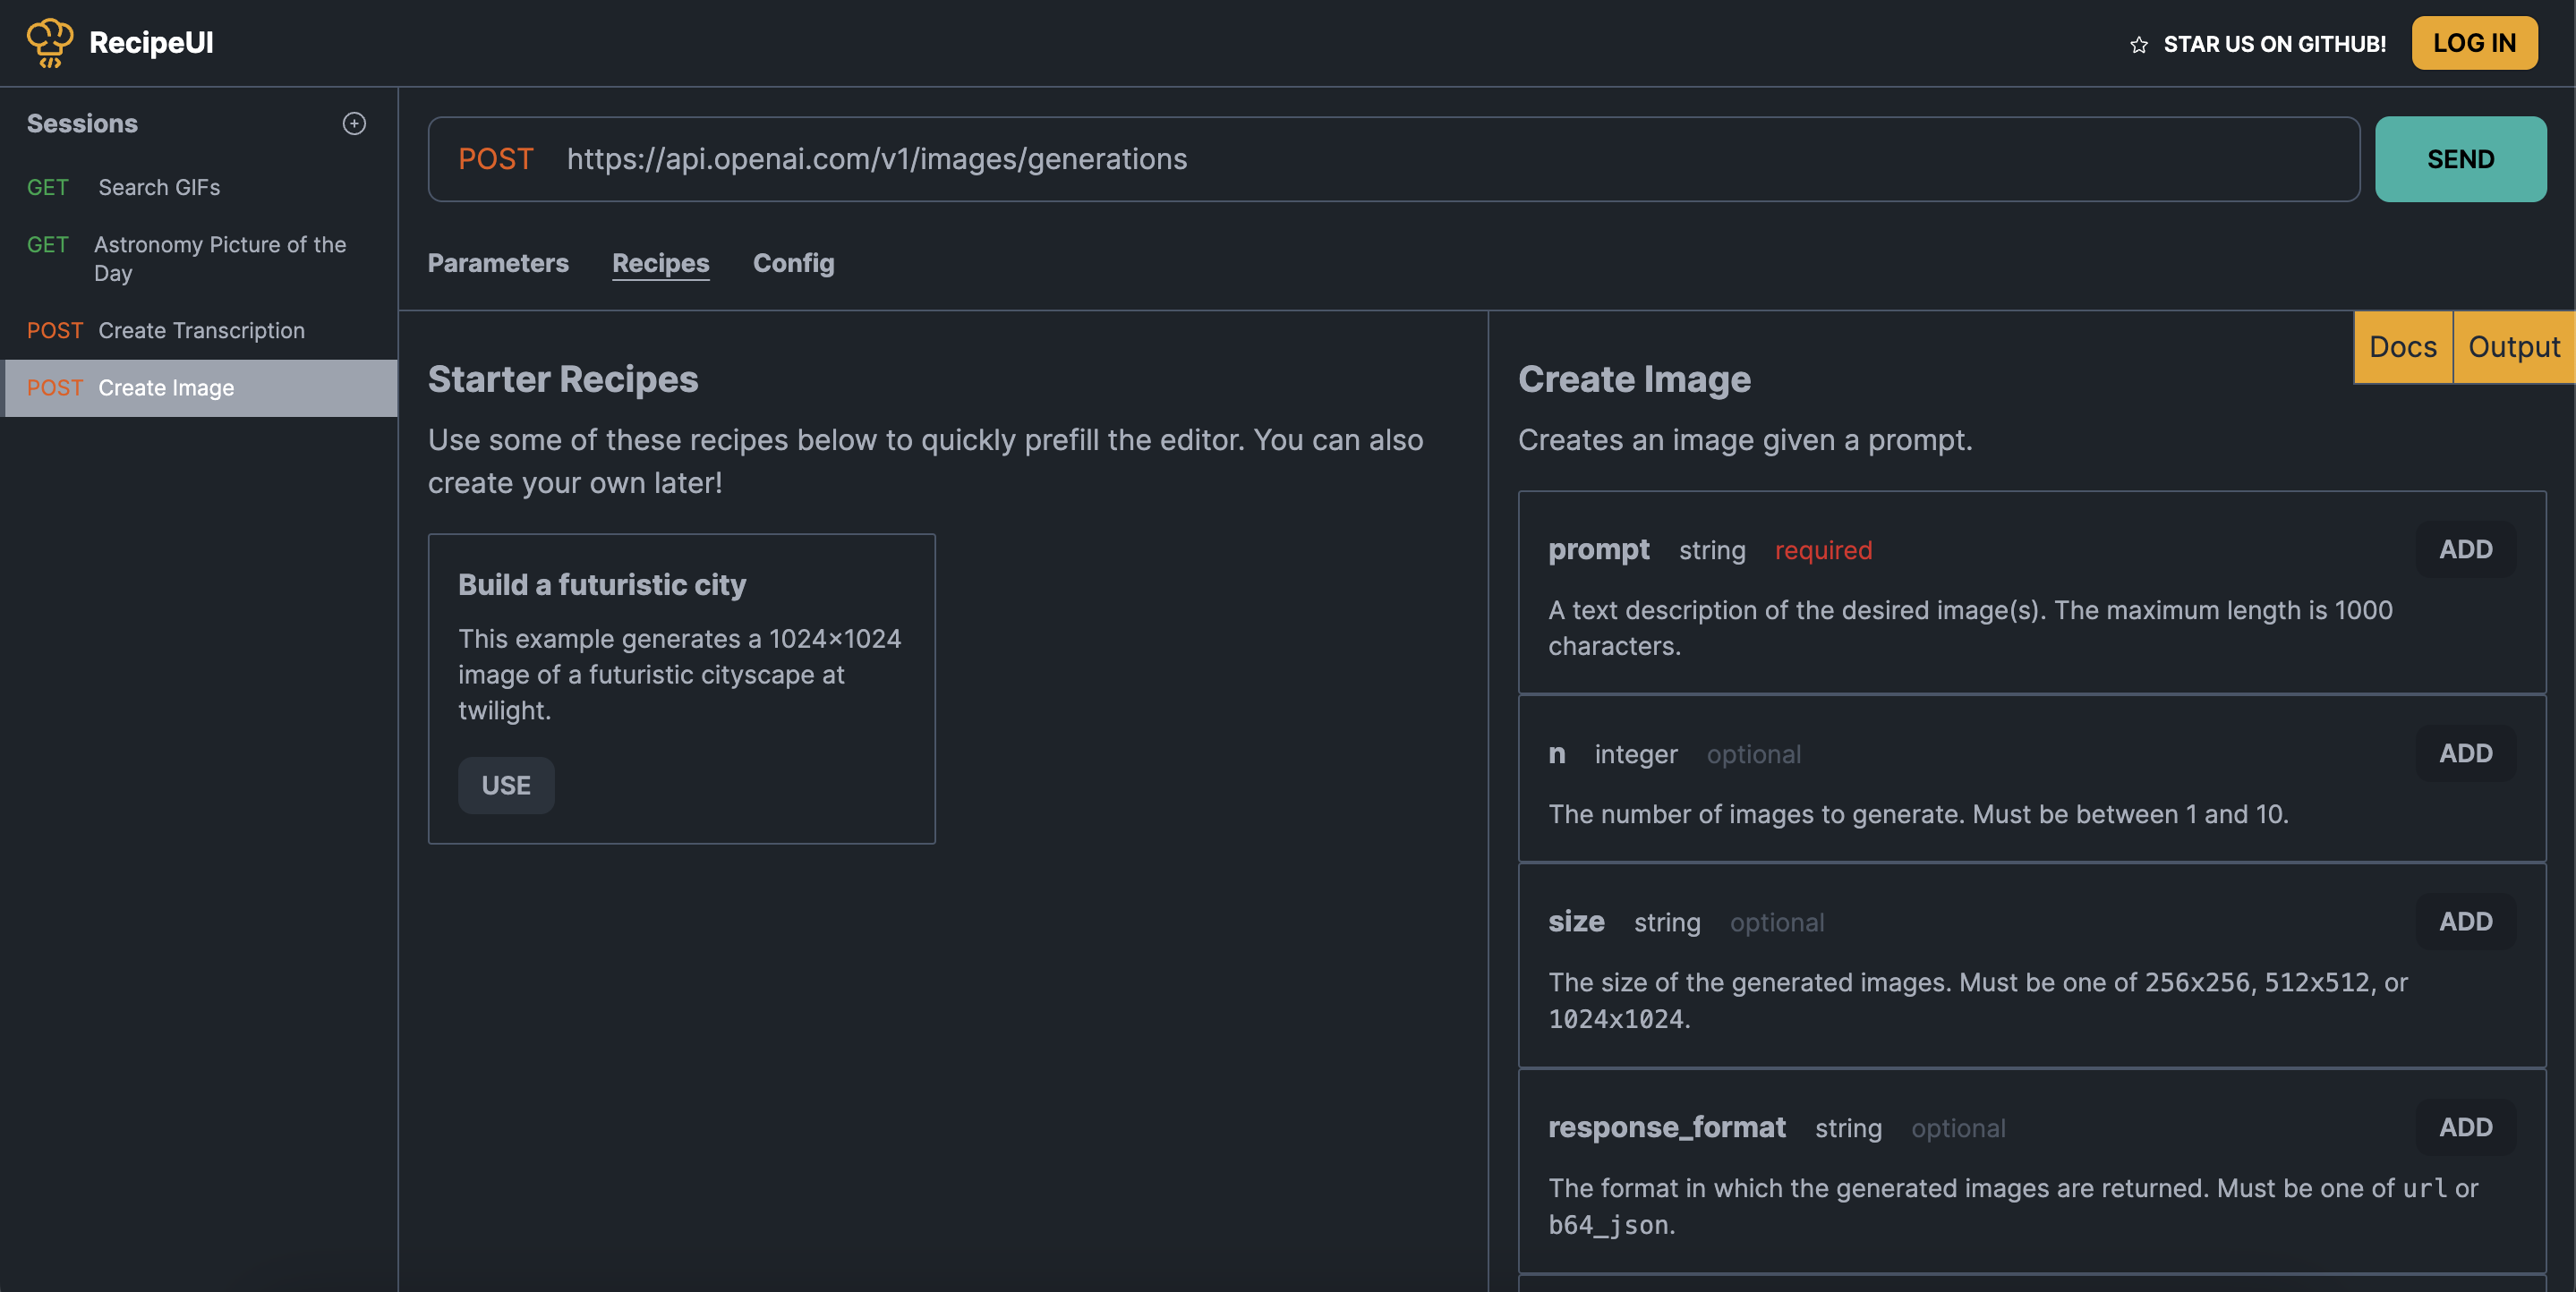 RecipeUI
STAR US ON GITHUB!
LOG IN
Sessions
GET Search GIFs
GET Astronomy Picture of the
Day
POST Create Transcription
POST Create Image
POST https://api.openai.com/v1/images/generations
SEND
Parameters Recipes Config
Starter Recipes
Use some of these recipes below to quickly prefill the editor. You can also
create your own later!
Build a futuristic city
This example generates a 1024×1024
image of a futuristic cityscape at
twilight.
USE
Docs Output
Create Image
Creates an image given a prompt.
prompt string required ADD
A text description of the desired image(s). The maximum length is 1000
characters.
n integer optional ADD
The number of images to generate. Must be between 1 and 10.
size string optional ADD
The size of the generated images. Must be one of 256x256, 512x512, or
1024x1024.
response_format string optional ADD
The format in which the generated images are returned. Must be one of url or
b64_json.